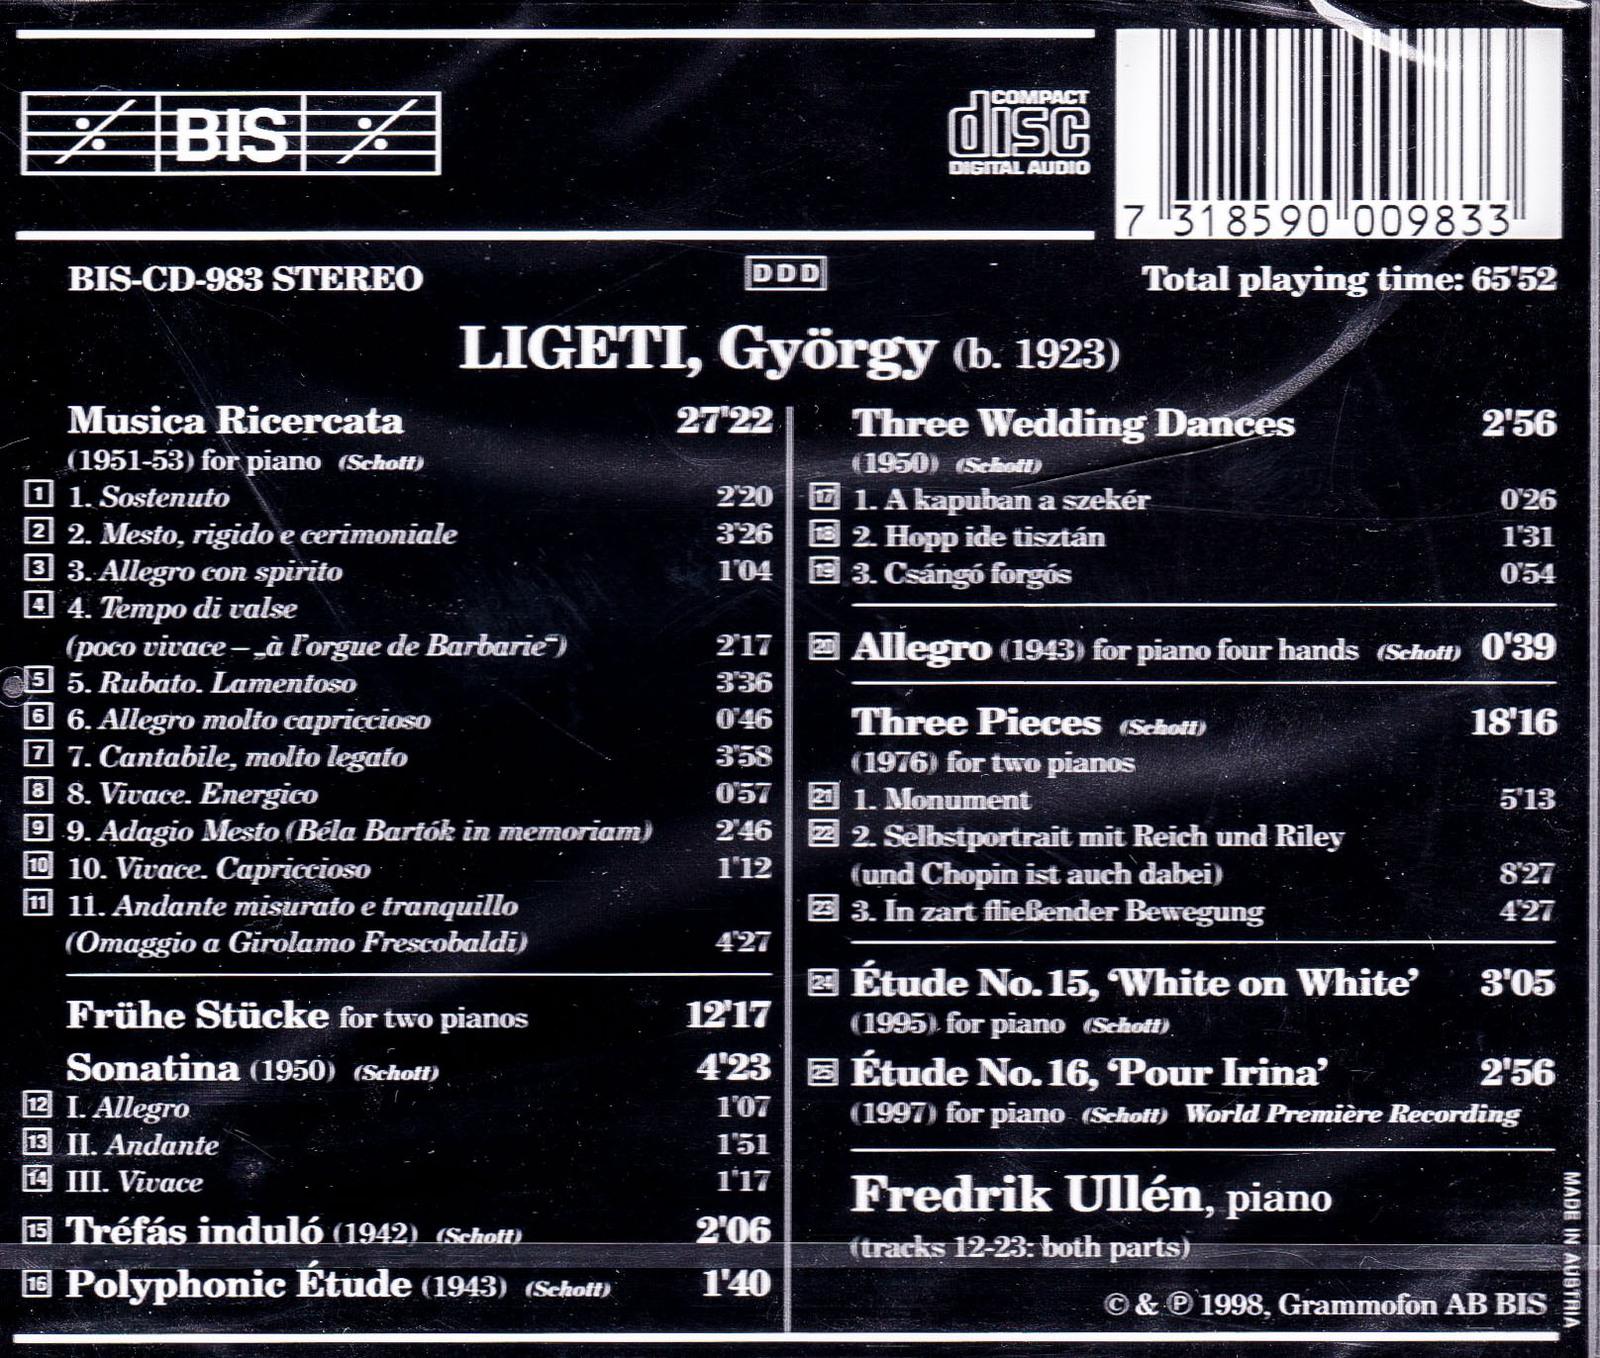 BIS
COMPACT
disc
DIGITAL AUDIO
7 318590 009833
BIS-CD-983 STEREO
DDD
Total playing time: 65'52
LIGETI, György (b. 1923)
Musica Ricercata 27'22
(1951-53) for piano (Schott)
1 1. Sostenuto 2'20
2 2. Mesto, rigido e cerimoniale 3'26
3 3. Allegro con spirito 1'04
4 4. Tempo di valse
(poco vivace – „à l'orgue de Barbarie“) 2'17
5 5. Rubato. Lamentoso 3'36
6 6. Allegro molto capriccioso 0'46
7 7. Cantabile, molto legato 3'58
8 8. Vivace. Energico 0'57
9 9. Adagio Mesto (Béla Bartók in memoriam) 2'46
10 10. Vivace. Capriccioso 1'12
11 11. Andante misurato e tranquillo
(Omaggio a Girolamo Frescobaldi) 4'27
Frühe Stücke for two pianos 12'17
Sonatina (1950) (Schott) 4'23
12 I. Allegro 1'07
13 II. Andante 1'51
14 III. Vivace 1'17
15 Tréfás induló (1942) (Schott) 2'06
16 Polyphonic Étude (1943) (Schott) 1'40
Three Wedding Dances 2'56
(1950) (Schott)
17 1. A kapuban a szekér 0'26
18 2. Hopp ide tisztán 1'31
19 3. Csángó forgós 0'54
20 Allegro (1943) for piano four hands (Schott) 0'39
Three Pieces (Schott) 18'16
(1976) for two pianos
21 1. Monument 5'13
22 2. Selbstportrait mit Reich und Riley
(und Chopin ist auch dabei) 8'27
23 3. In zart fließender Bewegung 4'27
24 Étude No. 15, ‘White on White’ 3'05
(1995) for piano (Schott)
25 Étude No. 16, ‘Pour Irina’ 2'56
(1997) for piano (Schott) World Première Recording
Fredrik Ullén, piano
(tracks 12-23: both parts)
© & ℗ 1998, Grammofon AB BIS
MADE IN AUSTRIA